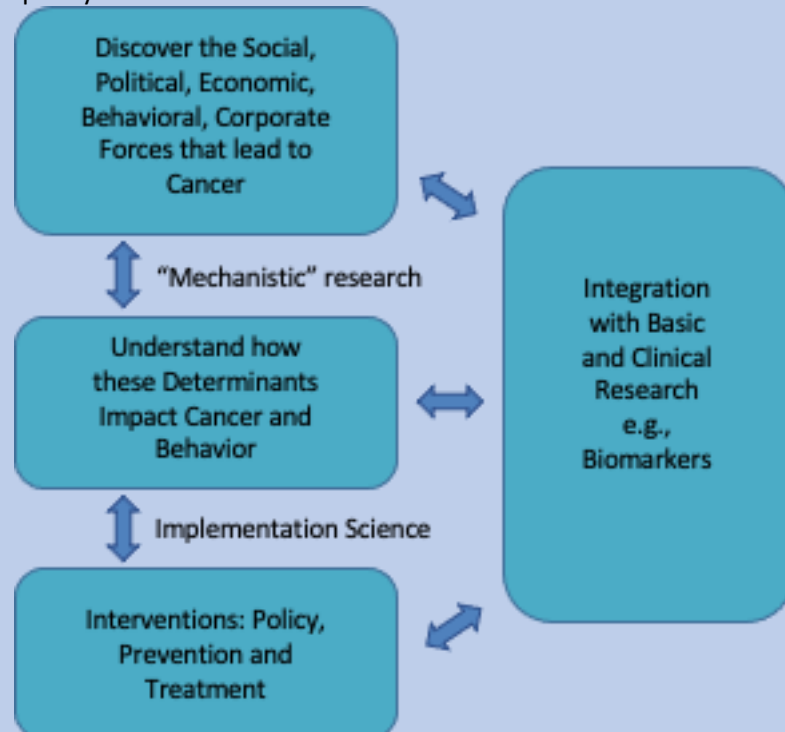 Discover the Social,
Political, Economic,
Behavioral, Corporate
Forces that lead to
Cancer
“Mechanistic” research
Understand how
these Determinants
Impact Cancer and
Behavior
Implementation Science
Interventions: Policy,
Prevention and
Treatment
Integration
with Basic
and Clinical
Research
e.g.,
Biomarkers